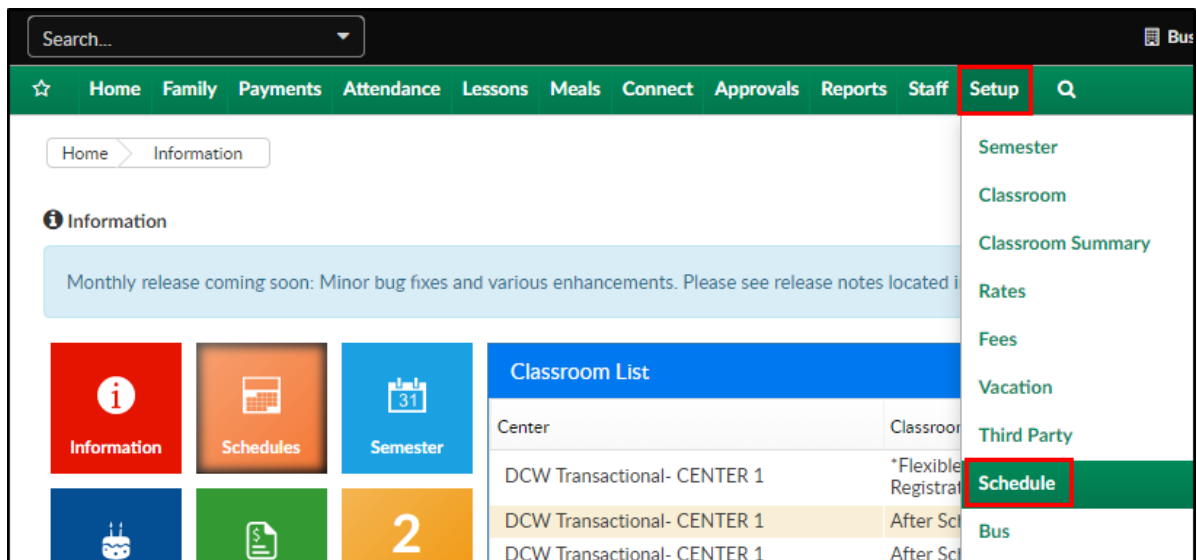 Search...
Bus
Home Family Payments Attendance Lessons Meals Connect Approvals Reports Staff Setup
Home Information
Information
Monthly release coming soon: Minor bug fixes and various enhancements. Please see release notes located i
Semester
Classroom
Classroom Summary
Rates
Fees
Vacation
Third Party
Schedule
Bus
Information
Schedules
31
Semester
2
Classroom List
Center Classroom
DCW Transactional- CENTER 1 *Flexible
Registrat
DCW Transactional- CENTER 1 After Sch
DCW Transactional- CENTER 1 After Sch